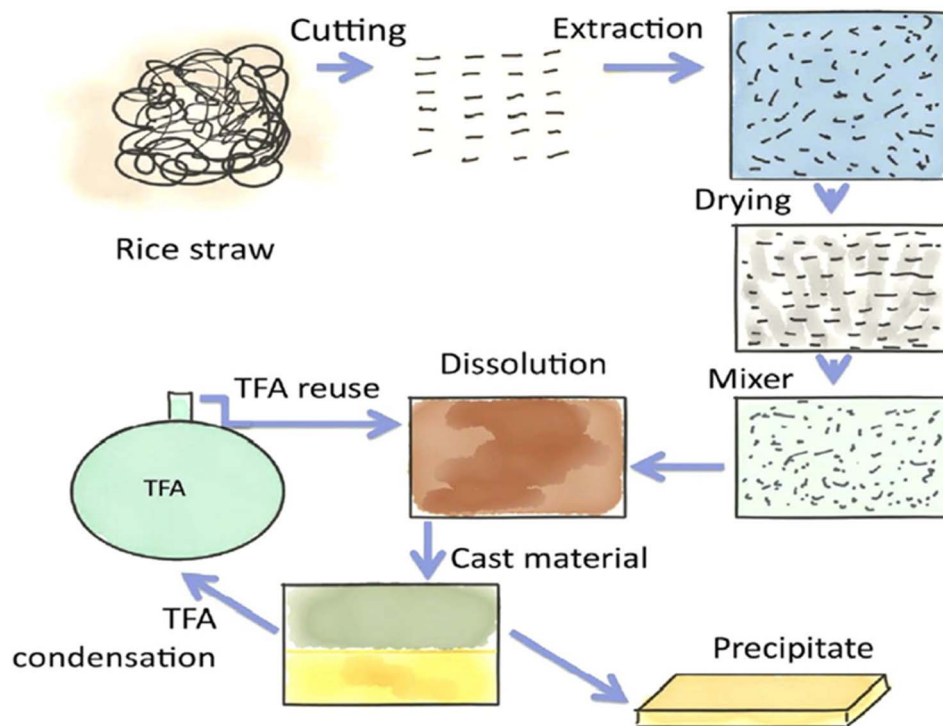 Cutting
Extraction
Rice straw
Drying
Mixer
Dissolution
TFA reuse
TFA
Cast material
TFA
condensation
Precipitate